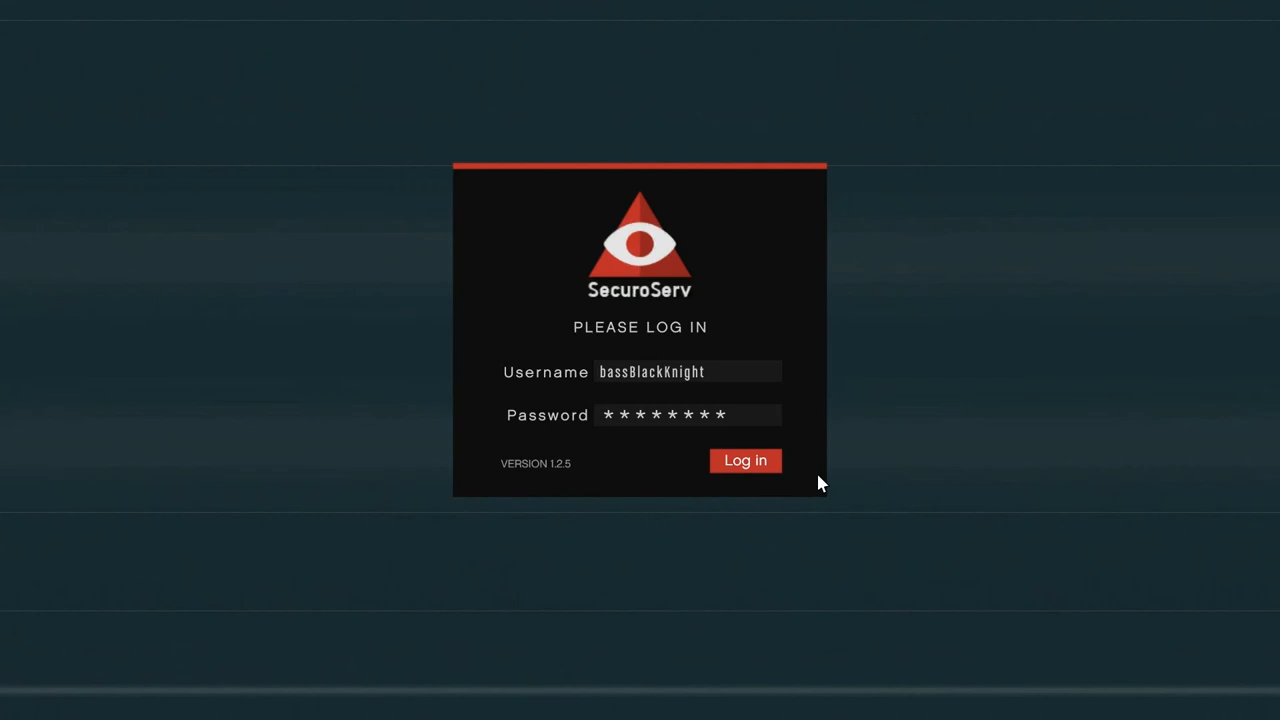 SecuroServ
PLEASE LOG IN
Username bassBlackKnight
Password ********
VERSION 1.2.5 Log in